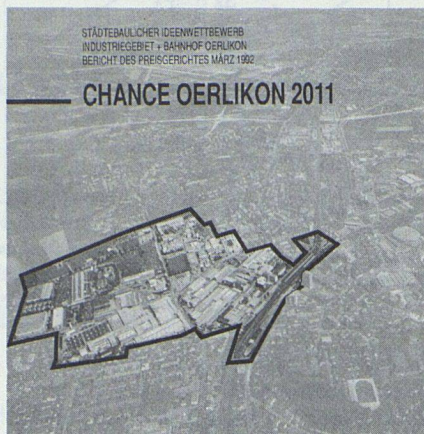 STÄDTEBAULICHER IDEENWETTBEWERB
INDUSTRIEGEBIET + BAHNHOF OERLIKON
BERICHT DES PREISGERICHTES MÄRZ 1992
CHANCE OERLIKON 2011